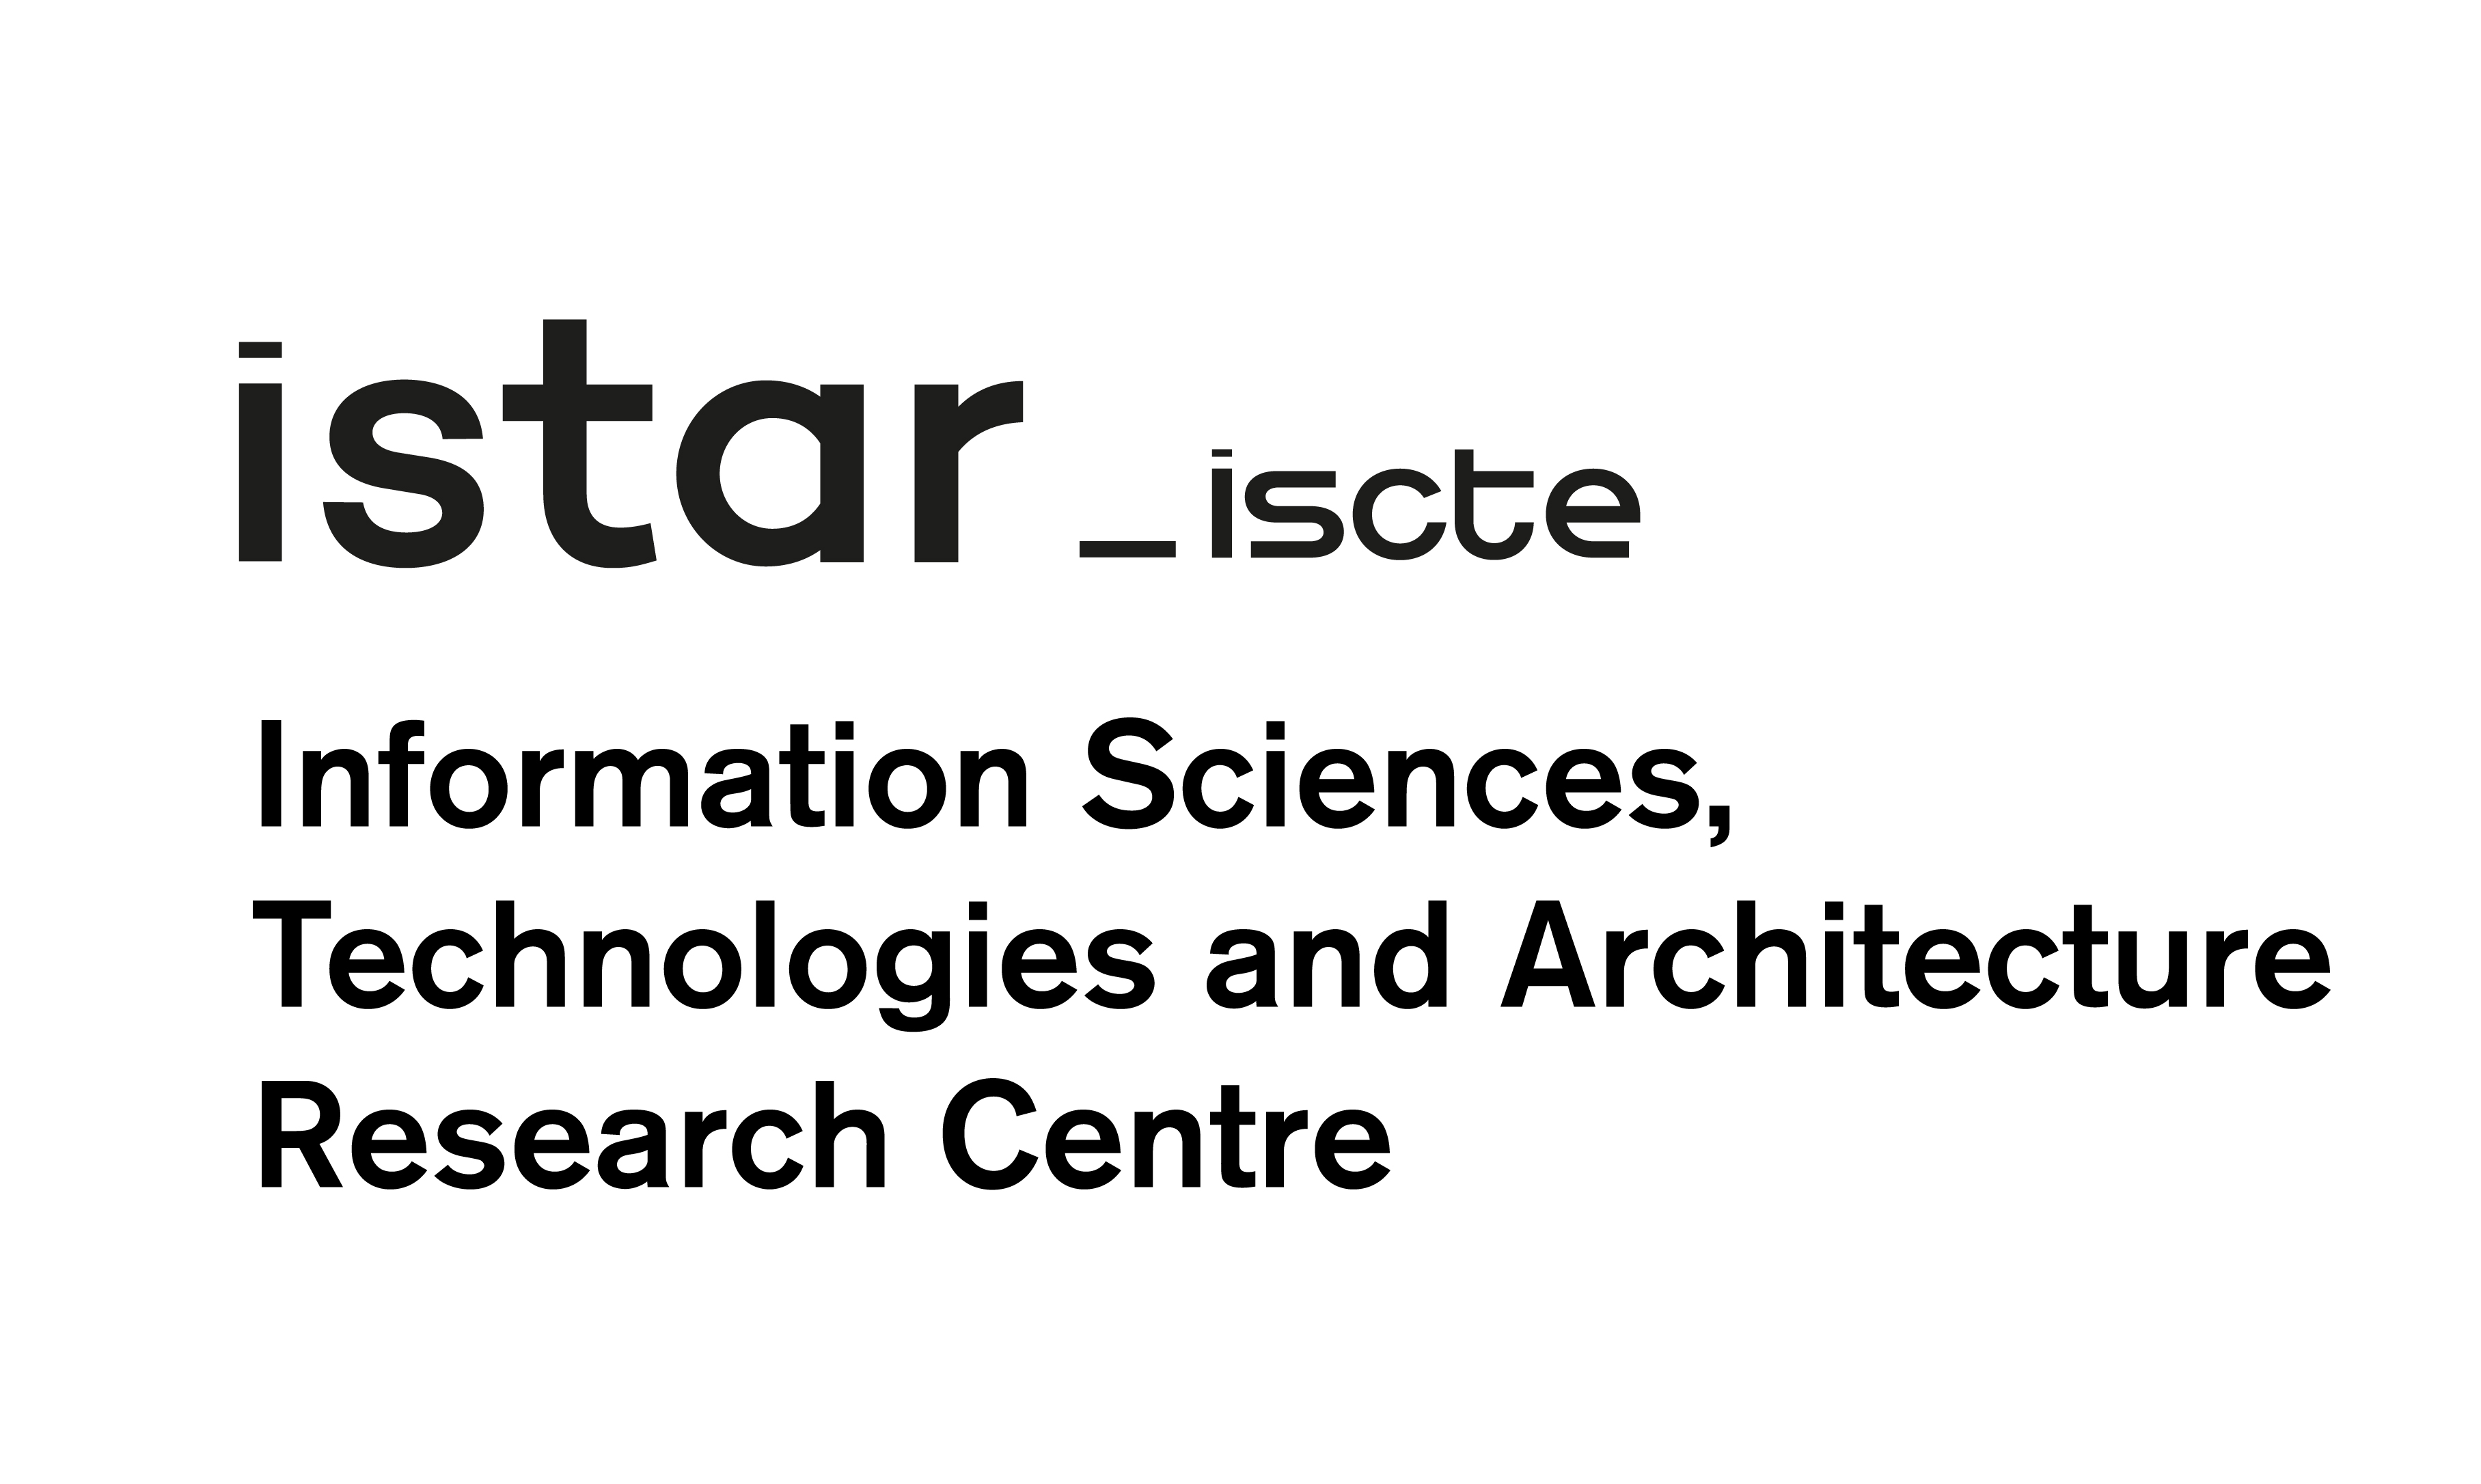 istar_iscte
Information Sciences,
Technologies and Architecture
Research Centre